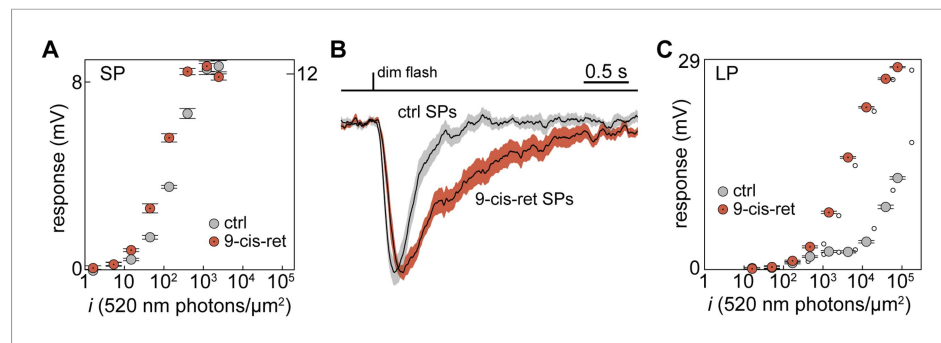 A
SP
response (mV)
8
0
12
ctrl
9-cis-ret
1 10 10² 10³ 10⁴ 10⁵
i (520 nm photons/µm²)
B
dim flash
0.5 s
ctrl SPs
9-cis-ret SPs
C
LP
response (mV)
29
0
ctrl
9-cis-ret
1 10 10² 10³ 10⁴ 10⁵
i (520 nm photons/µm²)